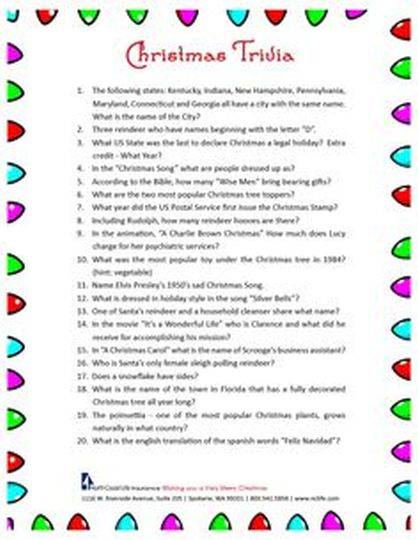 Christmas Trivia
1. The following states: Kentucky, Indiana, New Hampshire, Pennsylvania,
Maryland, Connecticut and Georgia all have a city with the same name.
What is the name of the City?
2. Three reindeer who have names beginning with the letter "D".
3. What US State was the last to declare Christmas a legal holiday? Extra
credit - What Year?
4. In the "Christmas Song" what are people dressed up as?
5. According to the Bible, how many "Wise Men" bring bearing gifts?
6. What are the two most popular Christmas tree toppers?
7. What year did the US Postal Service first issue the Christmas Stamp?
8. Including Rudolph, how many reindeer hooves are there?
9. In the animation, "A Charlie Brown Christmas" How much does Lucy
charge for her psychiatric services?
10. What was the most popular toy under the Christmas tree in 1984?
(hint: vegetable)
11. Name Elvis Presley's 1950's sad Christmas Song.
12. What is dressed in holiday style in the song "Silver Bells"?
13. One of Santa's reindeer and a household cleanser share what name?
14. In the movie "It's a Wonderful Life" who is Clarence and what did he
receive for accomplishing his mission?
15. In "A Christmas Carol" what is the name of Scrooge's business assistant?
16. Who is Santa's only female sleigh pulling reindeer?
17. Does a snowflake have sides?
18. What is the name of the town in Florida that has a fully decorated
Christmas tree all year long?
19. The poinsettia - one of the most popular Christmas plants, grows
naturally in what country?
20. What is the english translation of the spanish words "Feliz Navidad"?
North Coast Life Insurance Wishing you a Very Merry Christmas
1116 W. Riverside Avenue, Suite 205 | Spokane, WA 99201 | | www.nclife.com